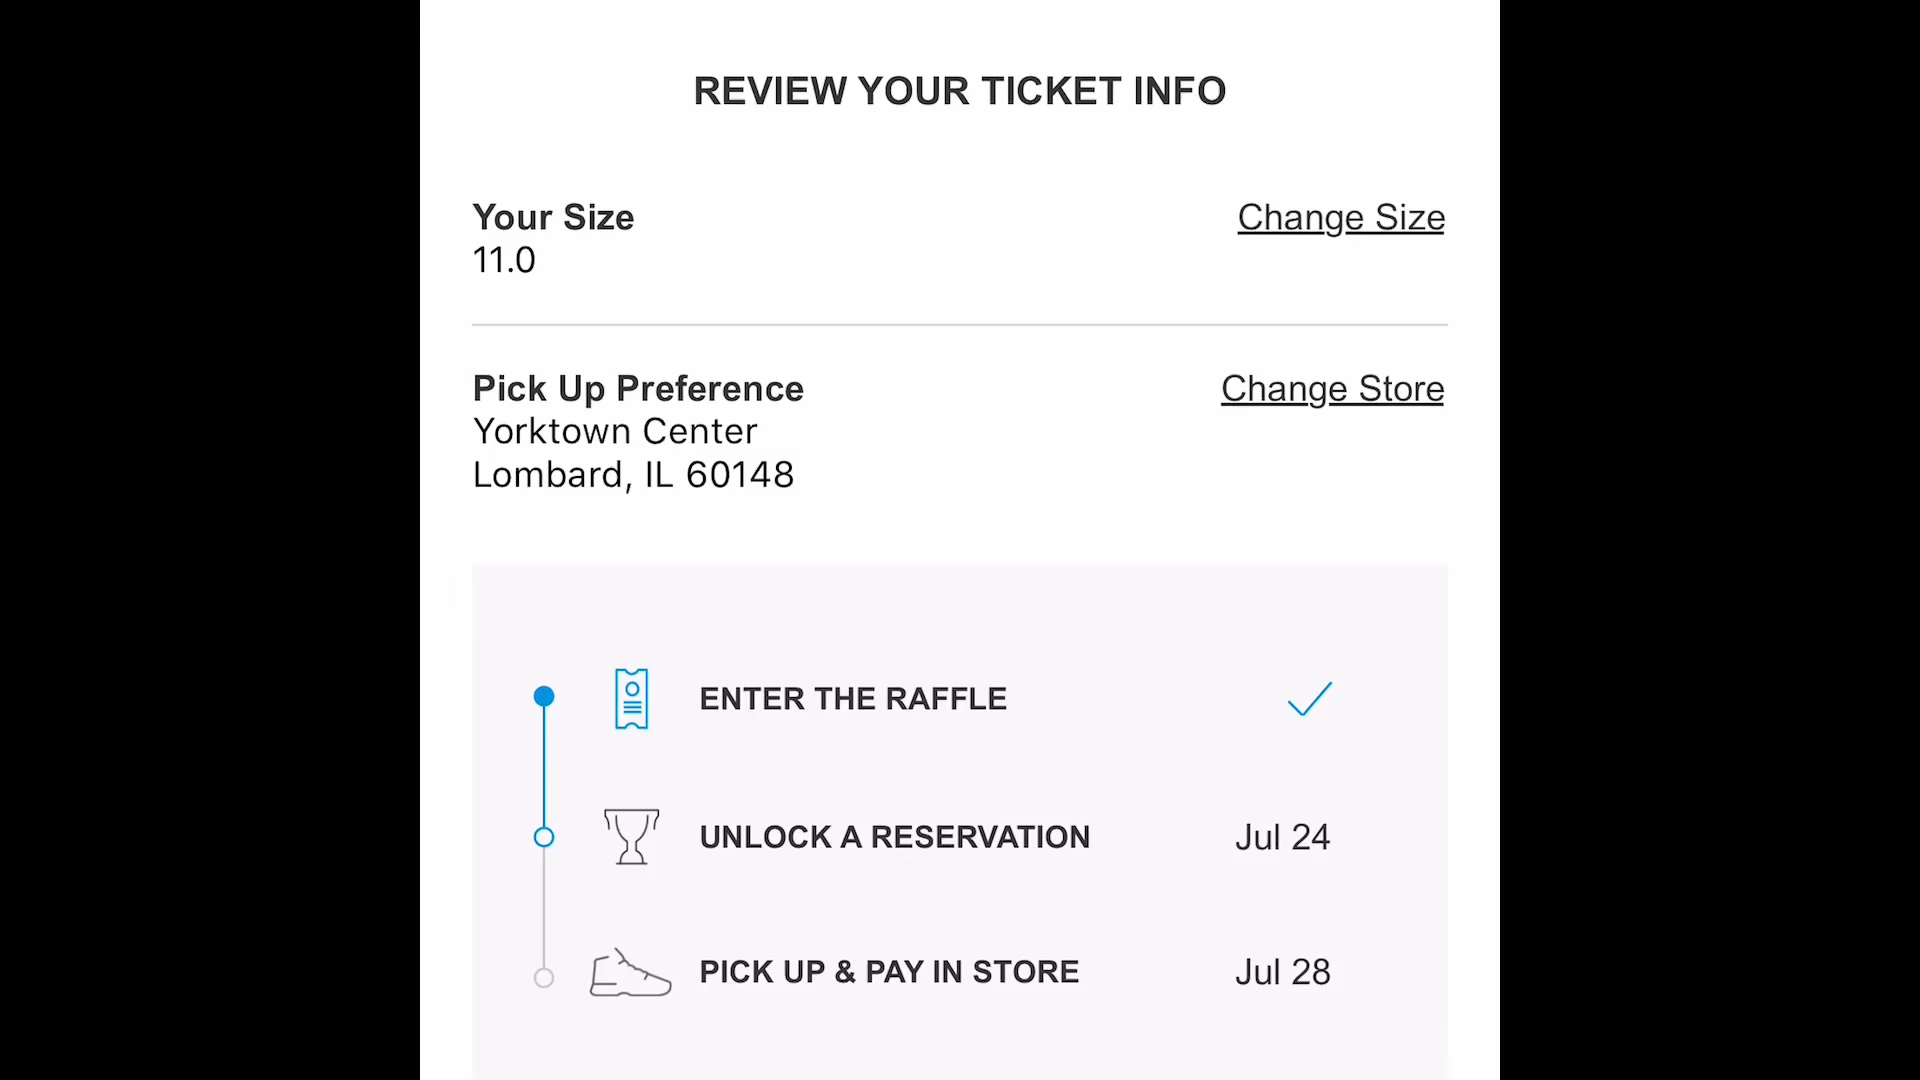 REVIEW YOUR TICKET INFO
Your Size
Change Size
11.0
Pick Up Preference
Change Store
Yorktown Center
Lombard, IL 60148
ENTER THE RAFFLE
UNLOCK A RESERVATION
Jul 24
PICK UP & PAY IN STORE
Jul 28